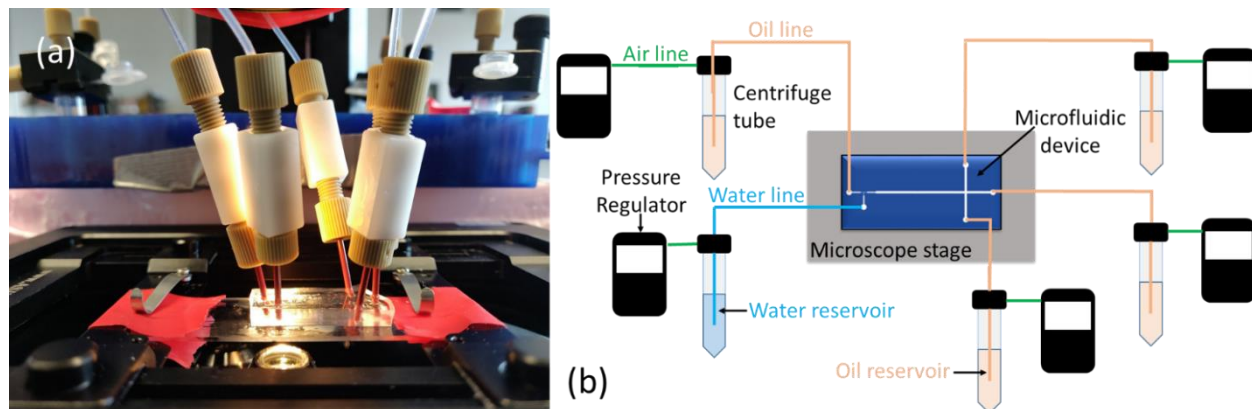 (a)
(b)
Air line
Oil line
Centrifuge
tube
Microfluidic
device
Pressure
Regulator
Water line
Microscope stage
Water reservoir
Oil reservoir